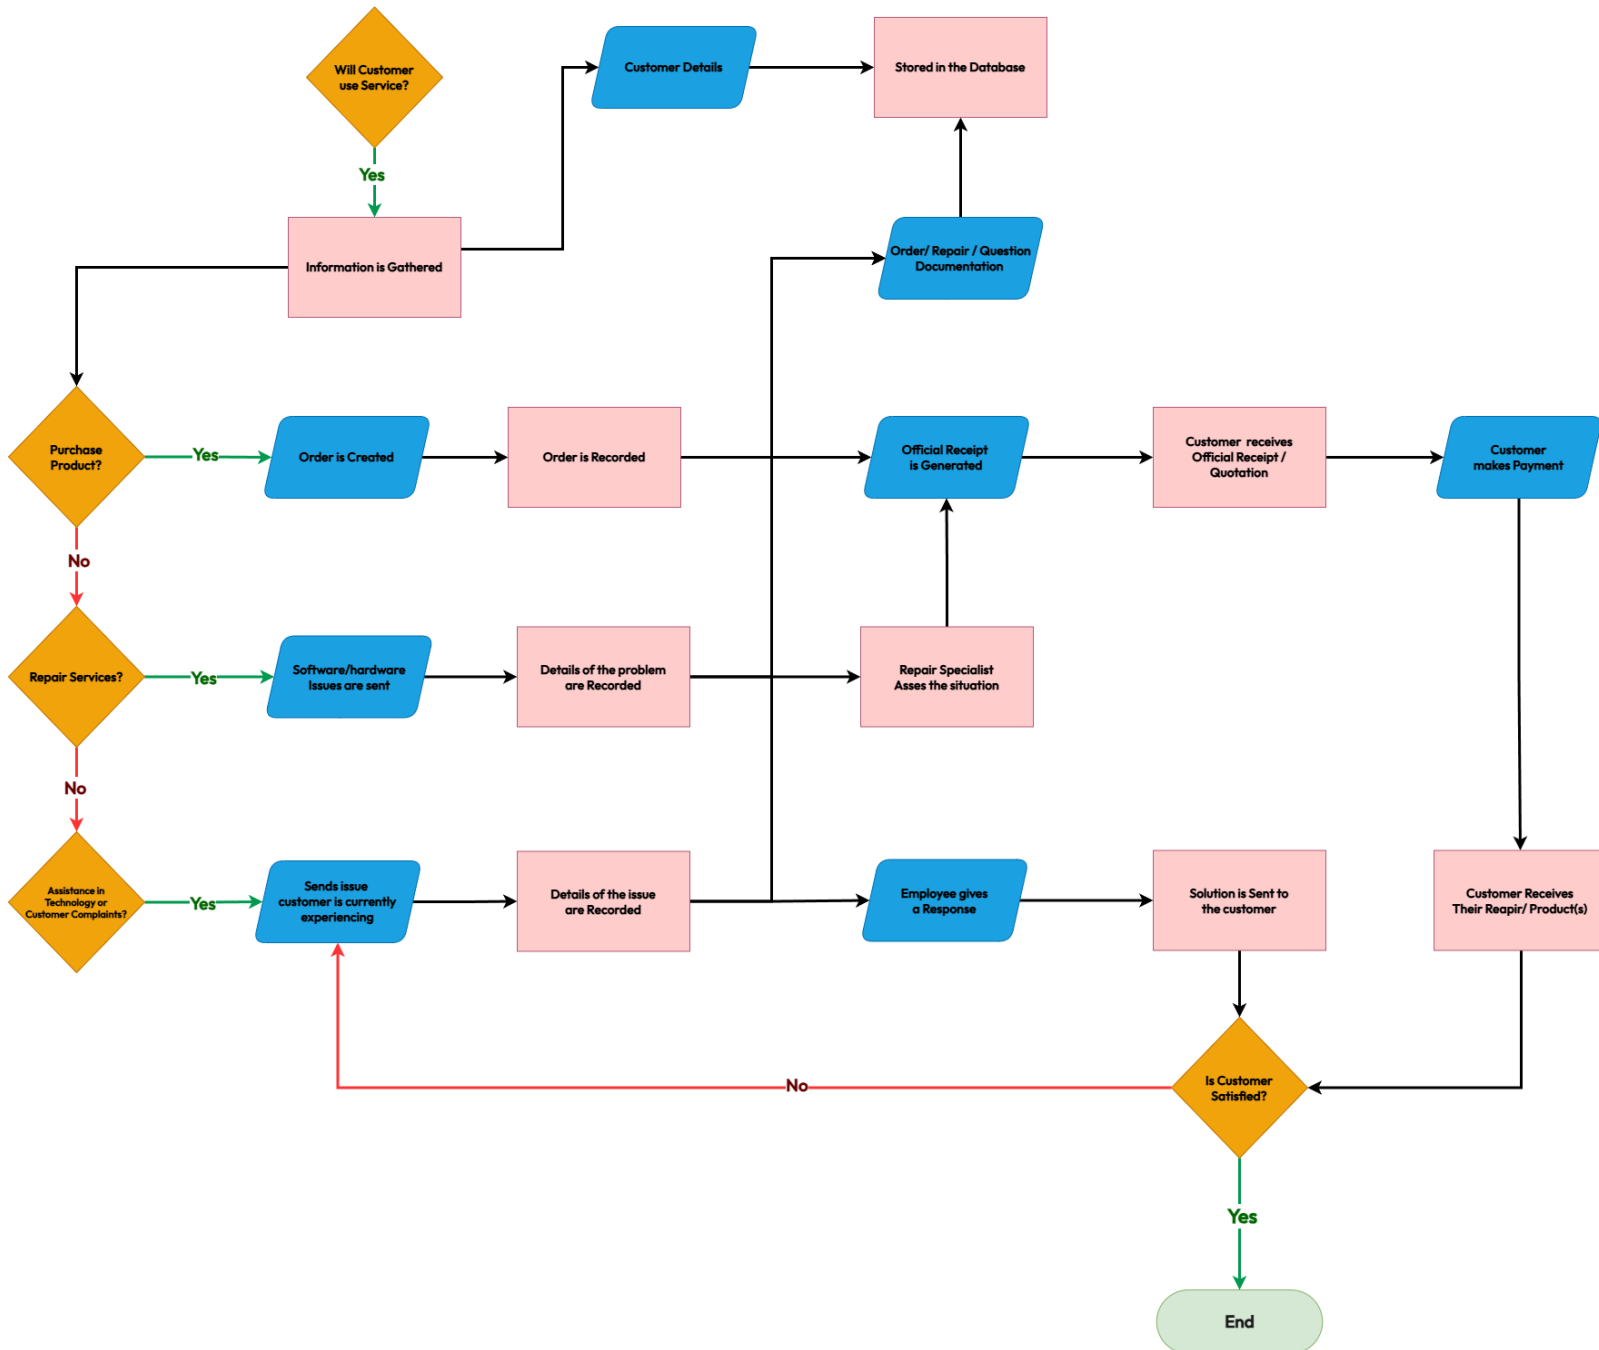 Will Customer
use Service?
Customer Details
Stored in the Database
Yes
Information is Gathered
Order/ Repair / Question
Documentation
Purchase
Product?
Yes
Order is Created
Order is Recorded
Official Receipt
is Generated
Customer receives
Official Receipt /
Quotation
Customer
makes Payment
No
Repair Services?
Yes
Software/hardware
Issues are sent
Details of the problem
are Recorded
Repair Specialist
Asses the situation
No
Assistance in
Technology or
Customer Complaints?
Yes
Sends issue
customer is currently
experiencing
Details of the issue
are Recorded
Employee gives
a Response
Solution is Sent to
the customer
Customer Receives
Their Reapir/ Product(s)
No
Is Customer
Satisfied?
Yes
End